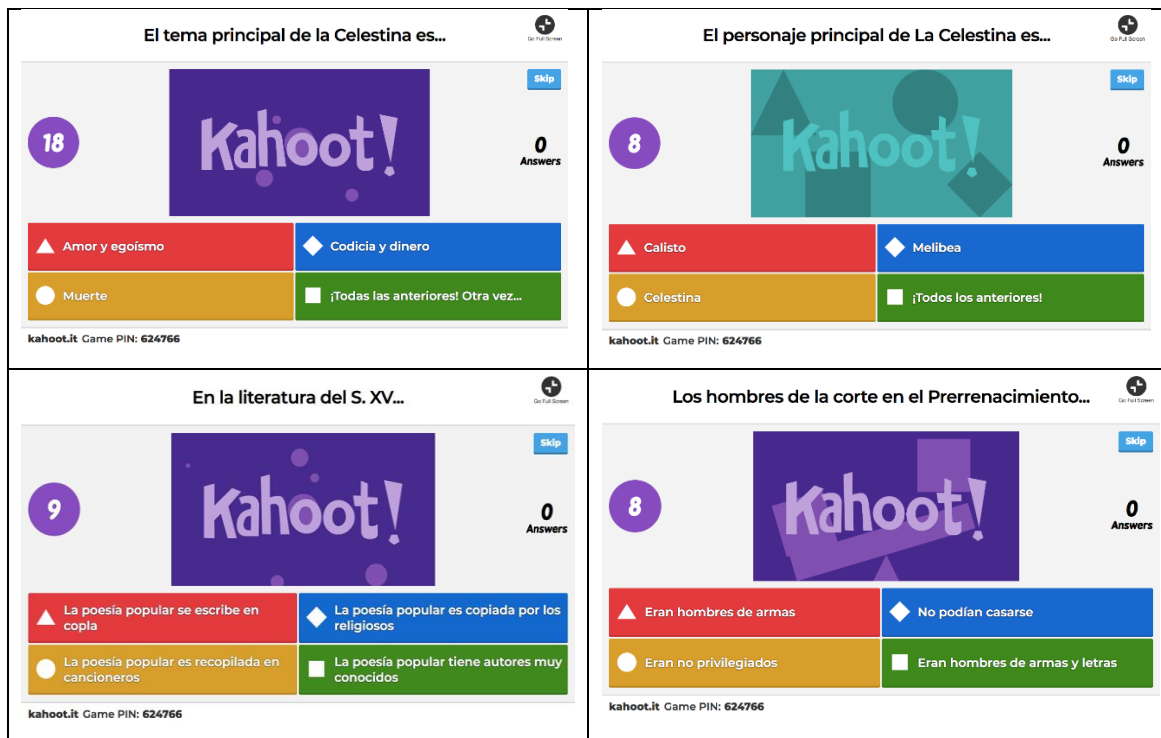 El tema principal de la Celestina es...
Go Full Screen
Skip
18
Kahoot!
0
Answers
Amor y egoísmo
Codicia y dinero
Muerte
¡Todas las anteriores! Otra vez...
kahoot.it Game PIN: 624766
El personaje principal de La Celestina es...
Go Full Screen
Skip
8
Kahoot!
0
Answers
Calisto
Melibea
Celestina
¡Todos los anteriores!
kahoot.it Game PIN: 624766
En la literatura del S. XV...
Go Full Screen
Skip
9
Kahoot!
0
Answers
La poesía popular se escribe en
copla
La poesía popular es copiada por los
religiosos
La poesía popular es recopilada en
cancioneros
La poesía popular tiene autores muy
conocidos
kahoot.it Game PIN: 624766
Los hombres de la corte en el Prerrenacimiento...
Go Full Screen
Skip
8
Kahoot!
0
Answers
Eran hombres de armas
No podían casarse
Eran no privilegiados
Eran hombres de armas y letras
kahoot.it Game PIN: 624766